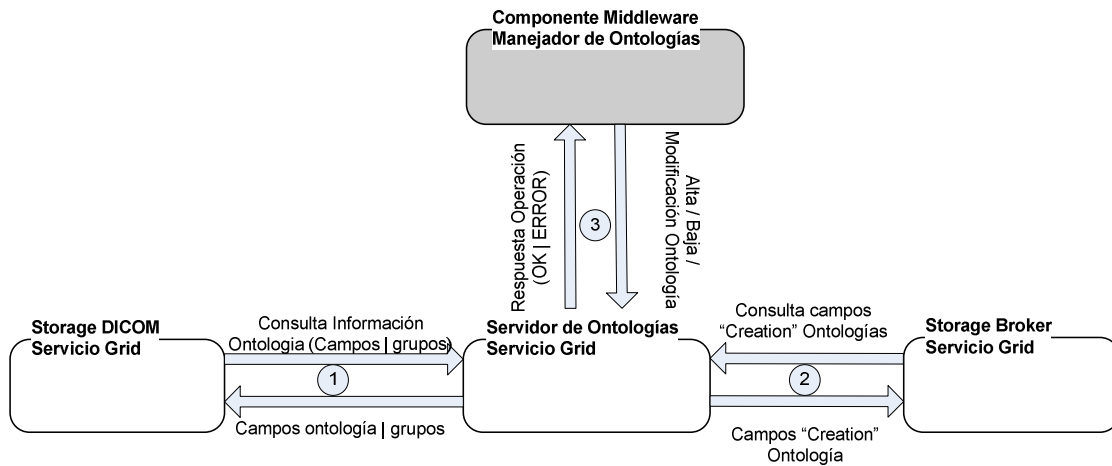 Componente Middleware
Manejador de Ontologías
Respuesta Operación
(OK | ERROR)
3
Alta / Baja /
Modificación Ontología
Storage DICOM
Servicio Grid
Consulta Información
Ontologia (Campos | grupos)
1
Campos ontología | grupos
Servidor de Ontologías
Servicio Grid
Consulta campos
“Creation” Ontologías
2
Campos “Creation”
Ontología
Storage Broker
Servicio Grid